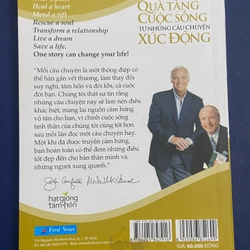 QUÀ TẶNG
CUỘC SỐNG
TỪ NHỮNG CÂU CHUYỆN
XÚC ĐỘNG
Heal a heart
Mend a rift
Rescue a soul
Transform a relationship
Live a dream
Save a life.
One story can change your life!
"Mỗi câu chuyện là một thông điệp có
thể hàn gắn vết thương, làm thay đổi
suy nghĩ, tâm hồn và đôi khi, cả cuộc đời
bạn. Chúng tôi thật sự tin rằng
những câu chuyện này sẽ làm nên điều
khác biệt, mang lại nguồn cảm hứng
vô tận cho bạn, vì chính cuộc sống
tinh thần của chúng tôi cũng tốt hơn
sau mỗi lần đọc một câu chuyện hay.
Một khi được truyền cảm hứng,
bạn hoàn toàn có thể đem những điều
tốt đẹp đến cho bản thân mình và
những người xung quanh."
hạt giống
tâm hồn
First News
GIÁ: 60.000 ĐỒNG